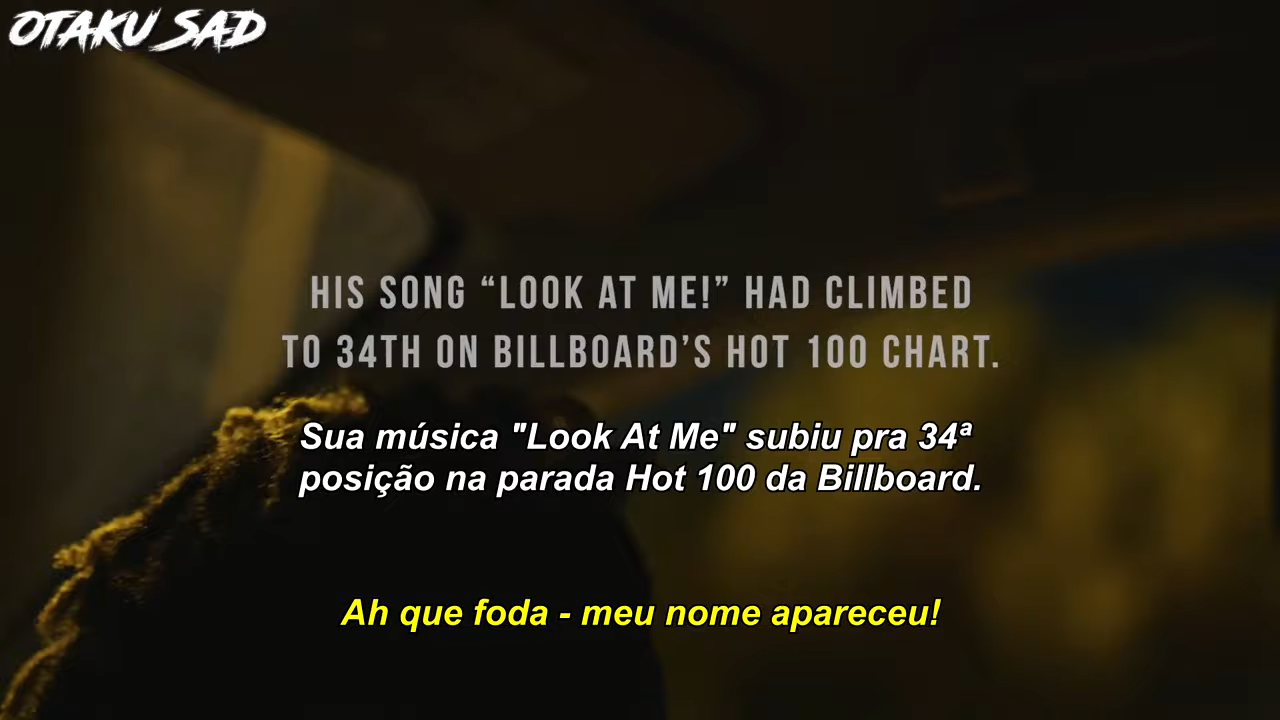 OTAKU SAD
HIS SONG “LOOK AT ME!” HAD CLIMBED
TO 34TH ON BILLBOARD’S HOT 100 CHART.
Sua música "Look At Me" subiu pra 34ª
posição na parada Hot 100 da Billboard.
Ah que foda - meu nome apareceu!